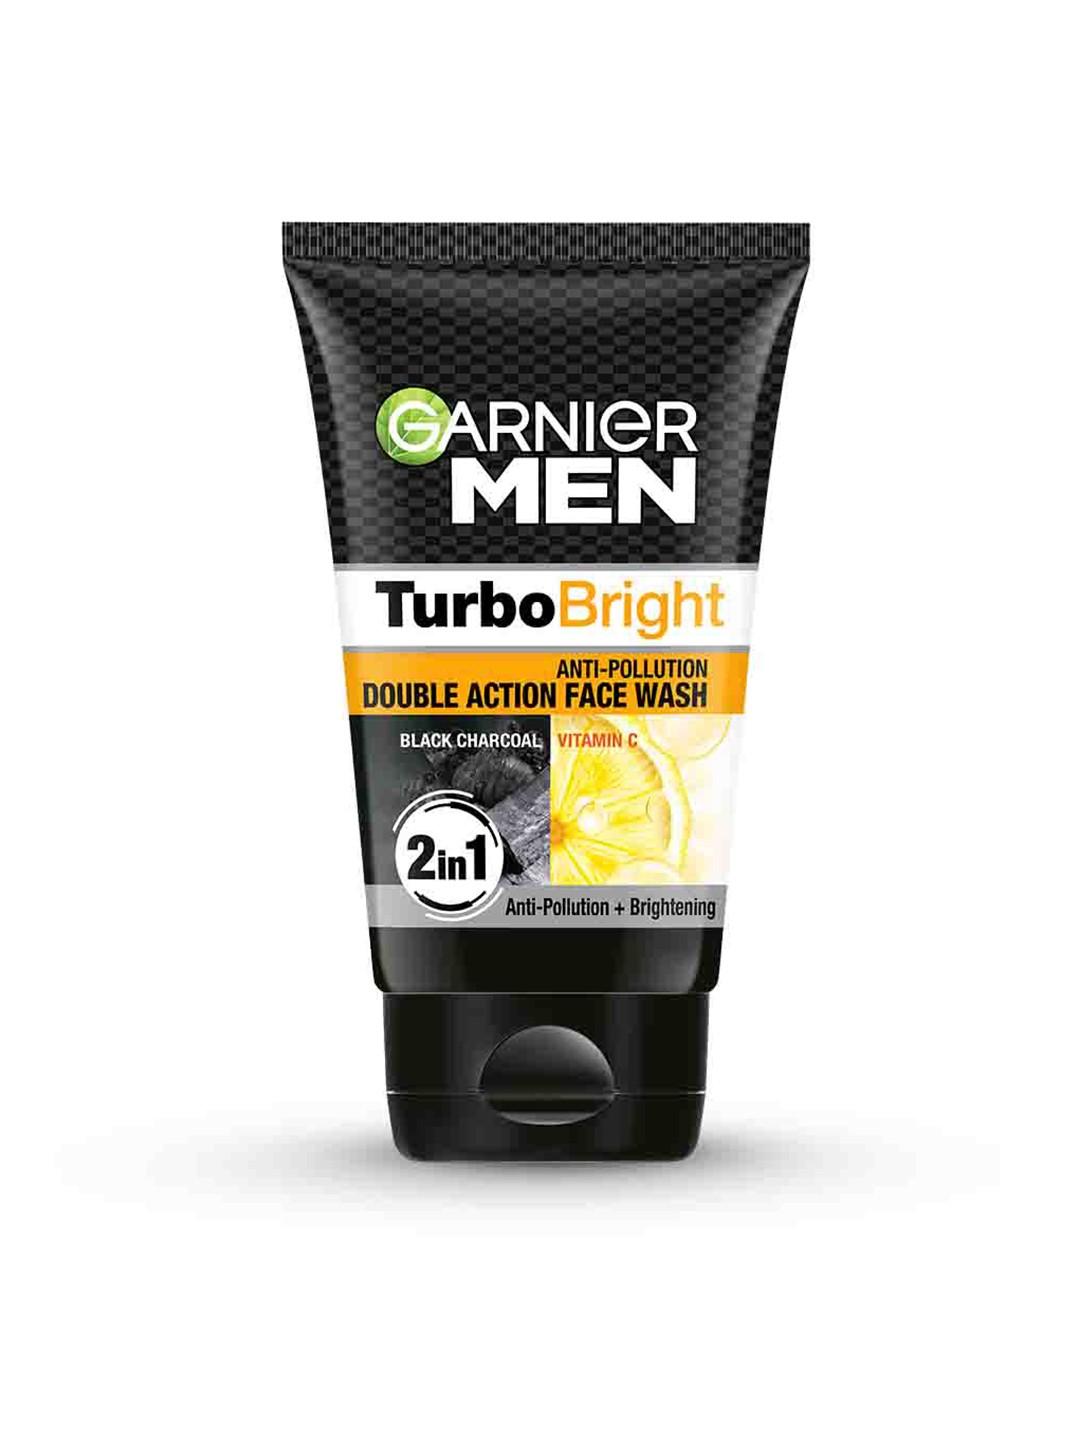 GARNIER
MEN
TurboBright
ANTI-POLLUTION
DOUBLE ACTION FACE WASH
BLACK CHARCOAL VITAMIN C
2in1
Anti-Pollution + Brightening